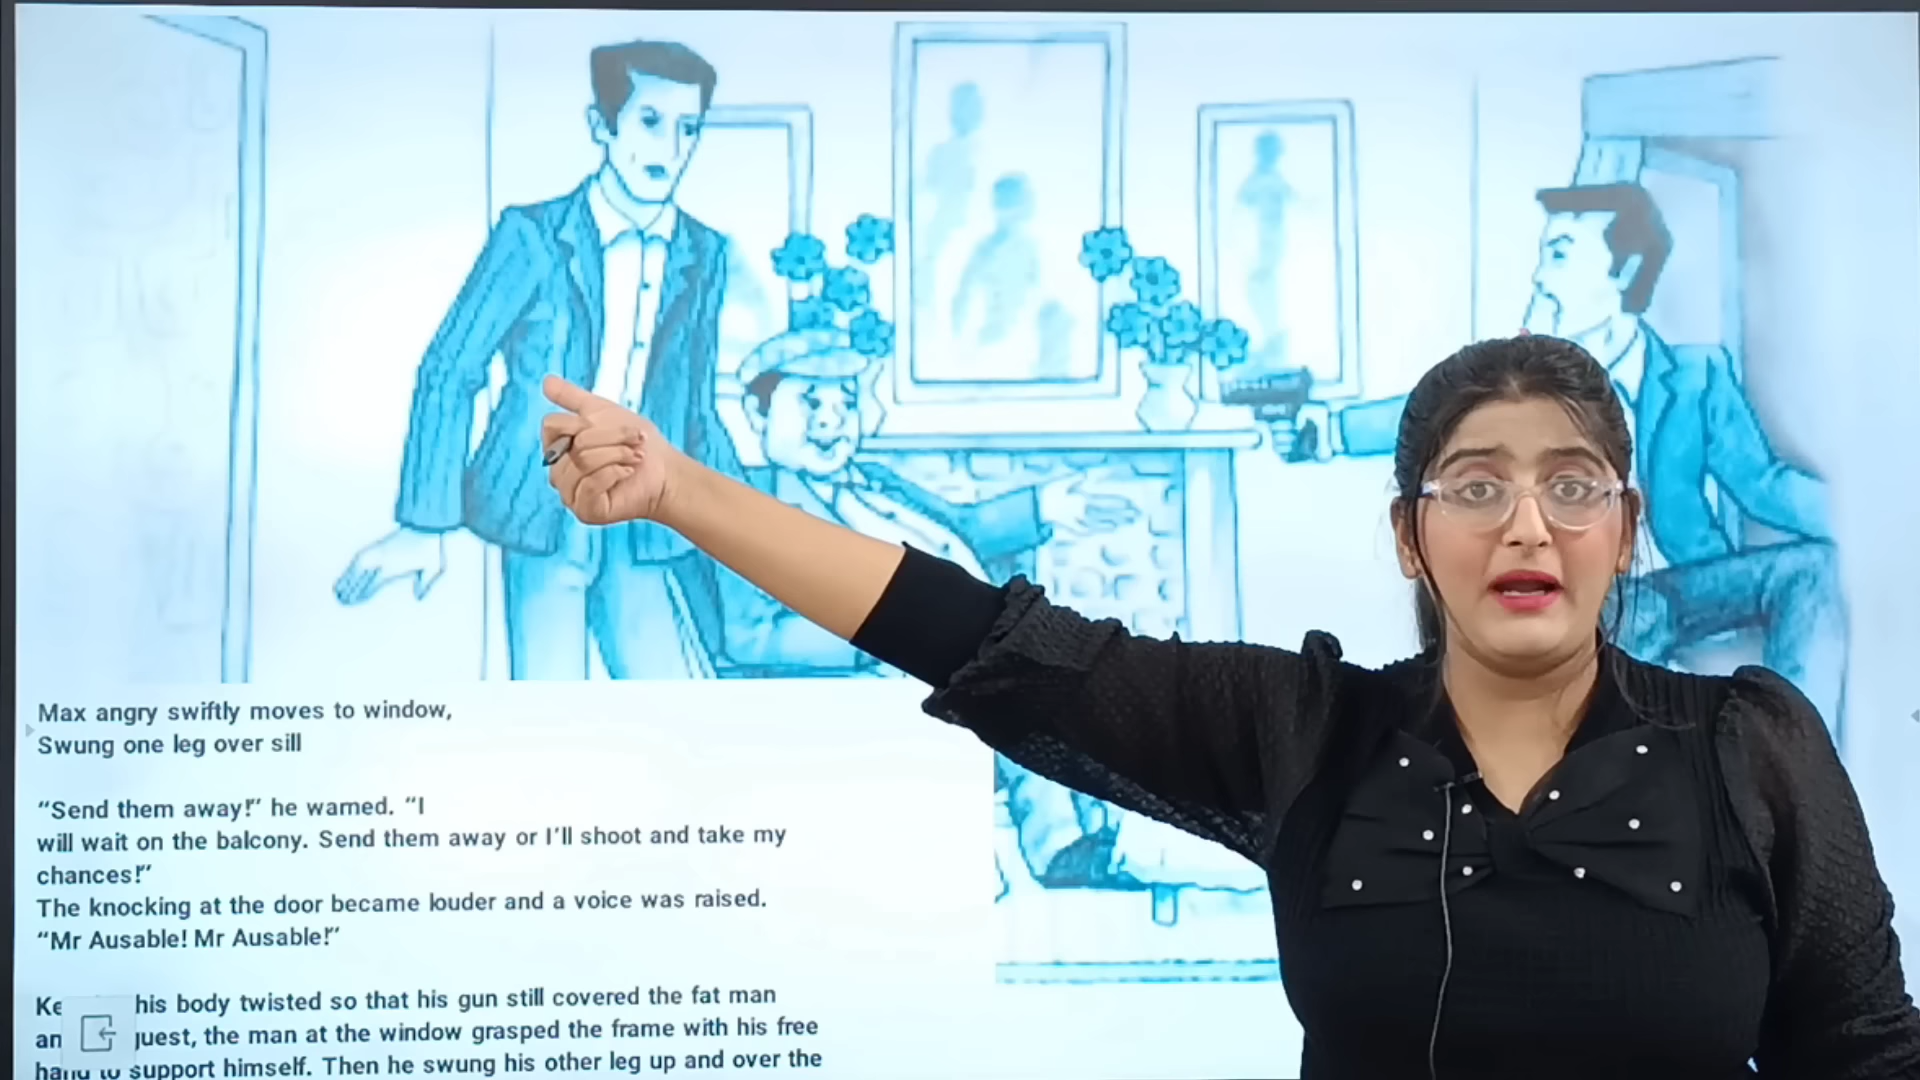 Max angry swiftly moves to window,
Swung one leg over sill
“Send them away!” he warned. “I
will wait on the balcony. Send them away or I’ll shoot and take my
chances!”
The knocking at the door became louder and a voice was raised.
“Mr Ausable! Mr Ausable!”
his body twisted so that his gun still covered the fat man
the man at the window grasped the frame with his free
support himself. Then he swung his other leg up and over the